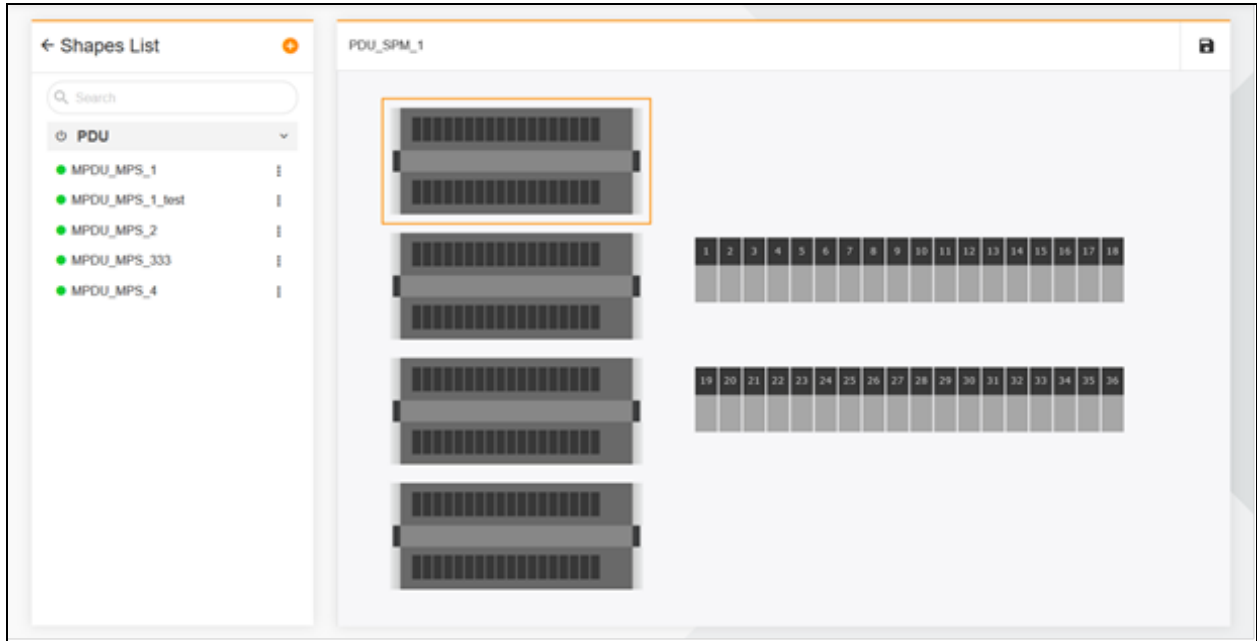 Shapes List
Search
PDU
MPDU_MPS_1
MPDU_MPS_1_test
MPDU_MPS_2
MPDU_MPS_333
MPDU_MPS_4
PDU_SPM_1
1 2 3 4 5 6 7 8 9 10 11 12 13 14 15 16 17 18
19 20 21 22 23 24 25 26 27 28 29 30 31 32 33 34 35 36